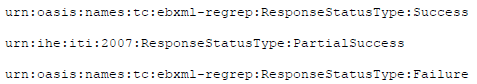 urn:oasis:names:tc:ebxml-regrep:ResponseStatusType:Success
urn:ihe:iti:2007:ResponseStatusType:PartialSuccess
urn:oasis:names:tc:ebxml-regrep:ResponseStatusType:Failure